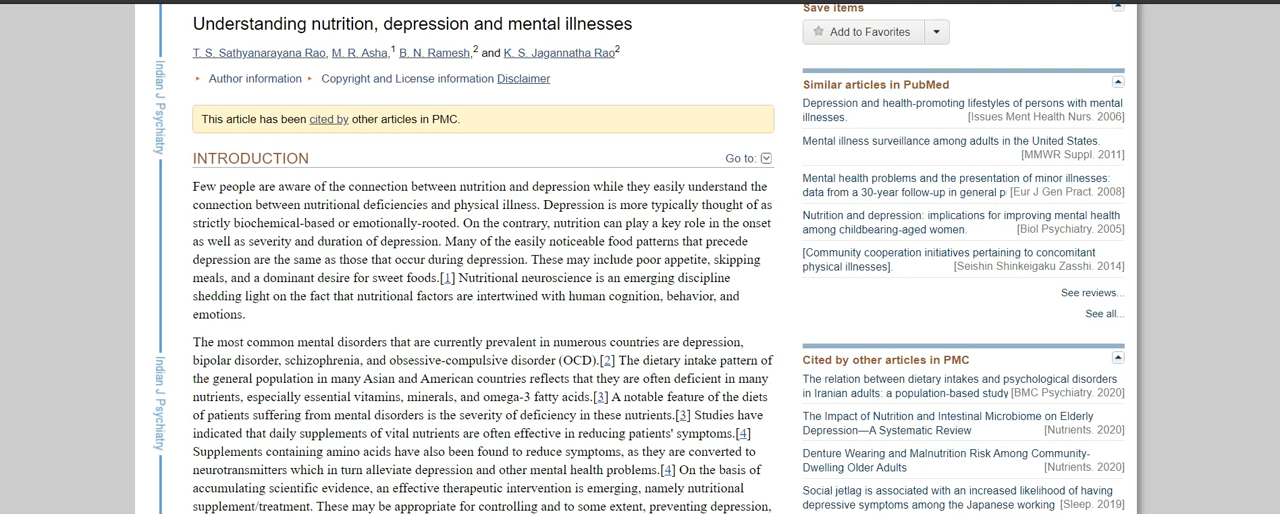 Understanding nutrition, depression and mental illnesses
T. S. Sathyanarayana Rao, M. R. Asha,1 B. N. Ramesh,2 and K. S. Jagannatha Rao2
Author information Copyright and License information Disclaimer
This article has been cited by other articles in PMC.
INTRODUCTION
Go to:
Few people are aware of the connection between nutrition and depression while they easily understand the
connection between nutritional deficiencies and physical illness. Depression is more typically thought of as
strictly biochemical-based or emotionally-rooted. On the contrary, nutrition can play a key role in the onset
as well as severity and duration of depression. Many of the easily noticeable food patterns that precede
depression are the same as those that occur during depression. These may include poor appetite, skipping
meals, and a dominant desire for sweet foods.[1] Nutritional neuroscience is an emerging discipline
shedding light on the fact that nutritional factors are intertwined with human cognition, behavior, and
emotions.
The most common mental disorders that are currently prevalent in numerous countries are depression,
bipolar disorder, schizophrenia, and obsessive-compulsive disorder (OCD).[2] The dietary intake pattern of
the general population in many Asian and American countries reflects that they are often deficient in many
nutrients, especially essential vitamins, minerals, and omega-3 fatty acids.[3] A notable feature of the diets
of patients suffering from mental disorders is the severity of deficiency in these nutrients.[3] Studies have
indicated that daily supplements of vital nutrients are often effective in reducing patients' symptoms.[4]
Supplements containing amino acids have also been found to reduce symptoms, as they are converted to
neurotransmitters which in turn alleviate depression and other mental health problems.[4] On the basis of
accumulating scientific evidence, an effective therapeutic intervention is emerging, namely nutritional
supplement/treatment. These may be appropriate for controlling and to some extent, preventing depression,
Indian J Psychiatry
Indian J Psychiatry
Save items
Add to Favorites
Similar articles in PubMed
Depression and health-promoting lifestyles of persons with mental
illnesses. [Issues Ment Health Nurs. 2006]
Mental illness surveillance among adults in the United States.
[MMWR Suppl. 2011]
Mental health problems and the presentation of minor illnesses:
data from a 30-year follow-up in general p [Eur J Gen Pract. 2008]
Nutrition and depression: implications for improving mental health
among childbearing-aged women. [Biol Psychiatry. 2005]
[Community cooperation initiatives pertaining to concomitant
physical illnesses]. [Seishin Shinkeigaku Zasshi. 2014]
See reviews...
See all...
Cited by other articles in PMC
The relation between dietary intakes and psychological disorders
in Iranian adults: a population-based study [BMC Psychiatry. 2020]
The Impact of Nutrition and Intestinal Microbiome on Elderly
Depression—A Systematic Review [Nutrients. 2020]
Denture Wearing and Malnutrition Risk Among Community-
Dwelling Older Adults [Nutrients. 2020]
Social jetlag is associated with an increased likelihood of having
depressive symptoms among the Japanese working [Sleep. 2019]